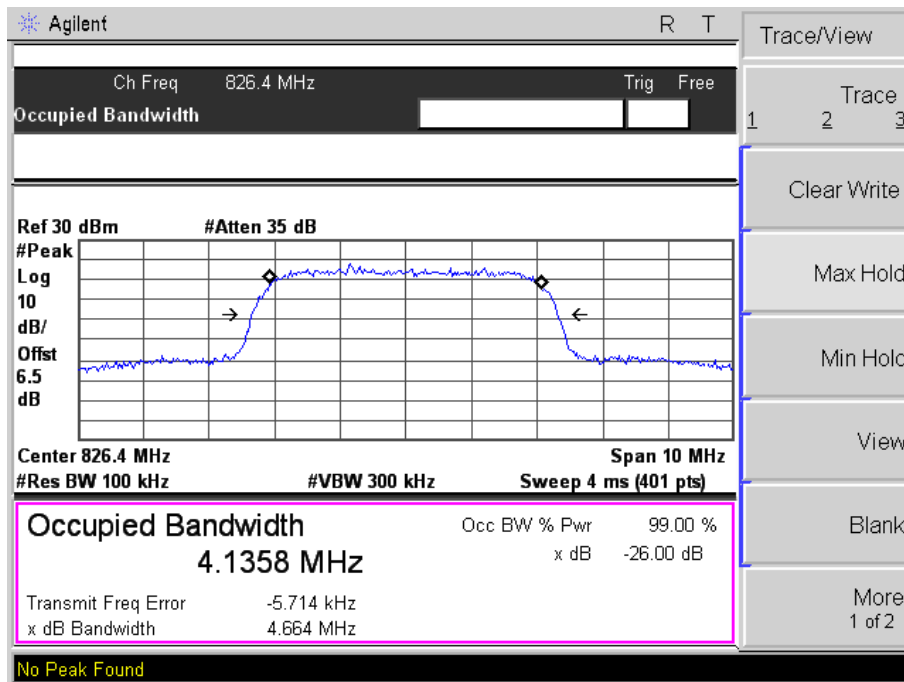 Agilent R T
Ch Freq 826.4 MHz Trig Free
Occupied Bandwidth
Ref 30 dBm #Atten 35 dB
#Peak
Log
10
dB/
Offst
6.5
dB
Center 826.4 MHz Span 10 MHz
#Res BW 100 kHz #VBW 300 kHz Sweep 4 ms (401 pts)
Occupied Bandwidth
4.1358 MHz
Occ BW % Pwr 99.00 %
x dB -26.00 dB
Transmit Freq Error -5.714 kHz
x dB Bandwidth 4.664 MHz
No Peak Found
Trace/View
Trace
1 2 3
Clear Write
Max Hold
Min Hold
View
Blank
More
1 of 2